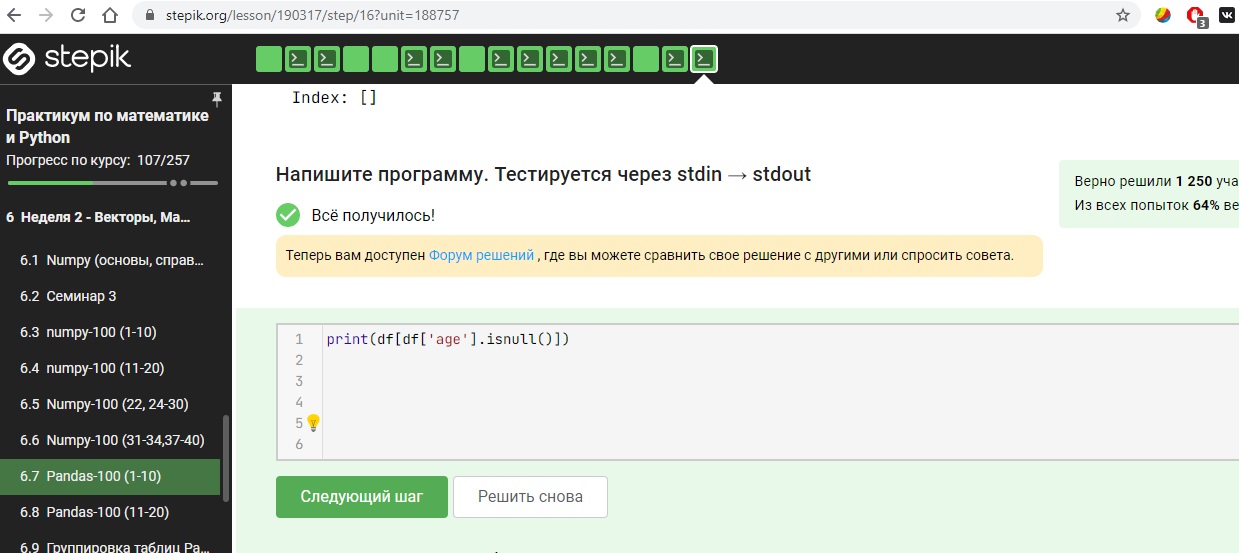 stepik.org/lesson/190317/step/16?unit=188757
3
stepik
Index: []
Практикум по математике
и Python
Прогресс по курсу: 107/257
6 Неделя 2 - Векторы, Ма...
6.1 Numpy (основы, справ...
6.2 Семинар 3
6.3 numpy-100 (1-10)
6.4 numpy-100 (11-20)
6.5 Numpy-100 (22, 24-30)
6.6 Numpy-100 (31-34,37-40)
6.7 Pandas-100 (1-10)
6.8 Pandas-100 (11-20)
6.9 Группировка таблиц Pa...
Напишите программу. Тестируется через stdin → stdout
Всё получилось!
Теперь вам доступен Форум решений , где вы можете сравнить свое решение с другими или спросить совета.
Верно решили 1 250 уча
Из всех попыток 64% ве
1 print(df[df['age'].isnull()])
2
3
4
5
6
Следующий шаг
Решить снова